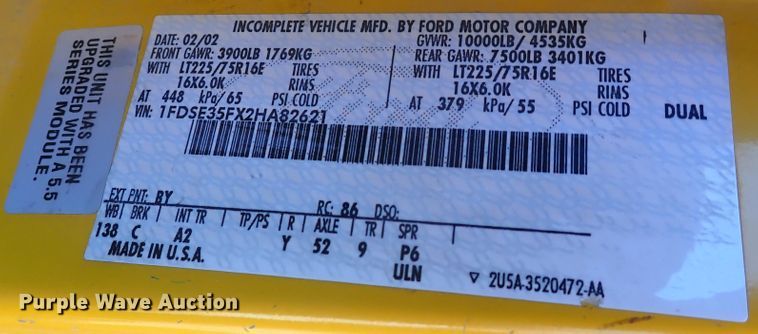 INCOMPLETE VEHICLE MFD. BY FORD MOTOR COMPANY
DATE: 02/02 GVWR: 10000LB/ 4535KG
FRONT GAWR: 3900LB 1769KG REAR GAWR: 7500LB 3401KG
WITH LT225/75R16E TIRES WITH LT225/75R16E TIRES
16X6.0K RIMS 16X6.0K RIMS
AT 448 kPa/ 65 PSI COLD AT 379 kPa/ 55 PSI COLD DUAL
VIN: 1FDSE35FX2HA82621
EXT PNT: BY RC: 86 DSO:
WB BRK INT TR TP/PS R AXLE TR SPR
138 C A2 Y 52 9 P6
MADE IN U.S.A. ULN ▽ 2U5A-3520472-AA
THIS UNIT HAS BEEN
UPGRADED WITH A 5.5
SERIES MODULE.
Purple Wave Auction